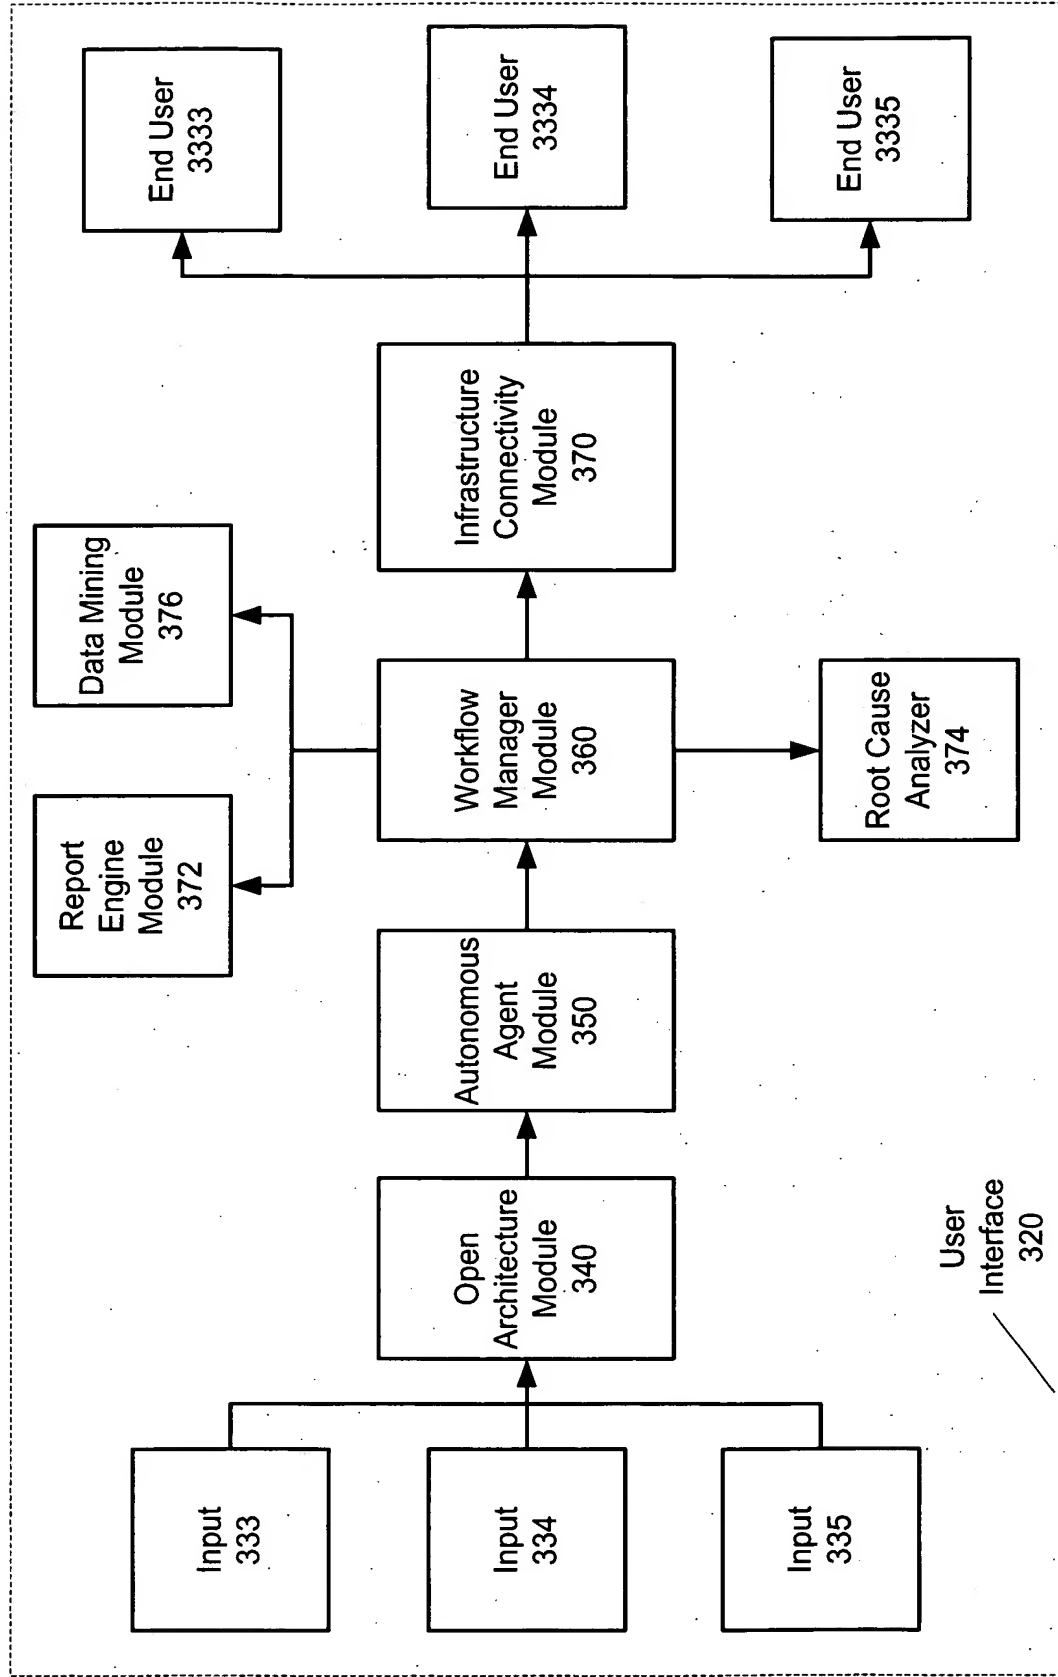 Input
333
Input
334
Input
335
Open
Architecture
Module
340
Autonomous
Agent
Module
350
Report
Engine
Module
372
Data Mining
Module
376
Workflow
Manager
Module
360
Root Cause
Analyzer
374
Infrastructure
Connectivity
Module
370
End User
3333
End User
3334
End User
3335
User
Interface
320